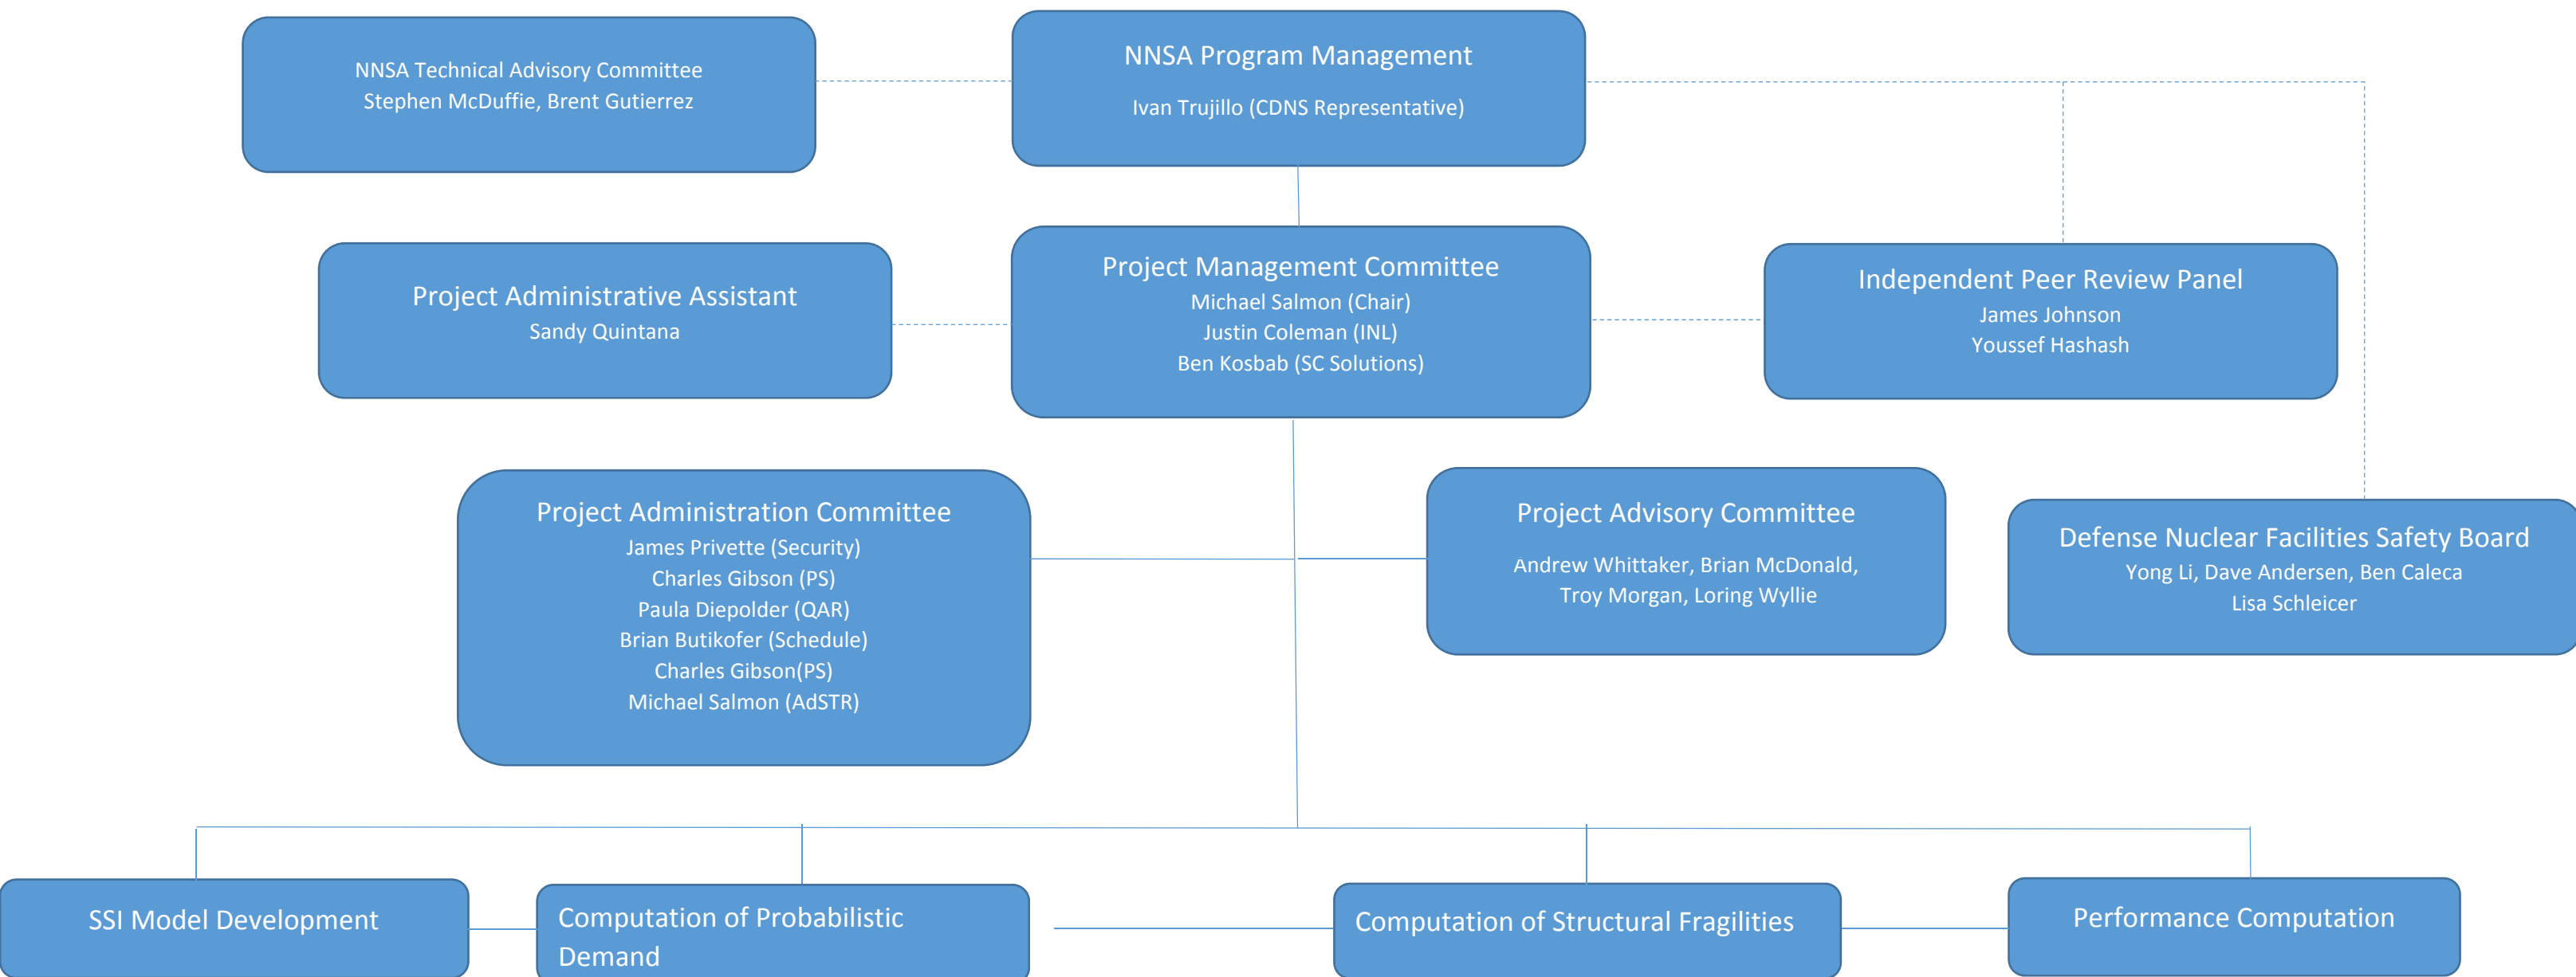 NNSA Technical Advisory Committee
Stephen McDuffie, Brent Gutierrez
NNSA Program Management
Ivan Trujillo (CDNS Representative)
Project Administrative Assistant
Sandy Quintana
Project Management Committee
Michael Salmon (Chair)
Justin Coleman (INL)
Ben Kosbab (SC Solutions)
Independent Peer Review Panel
James Johnson
Youssef Hashash
Project Administration Committee
James Privette (Security)
Charles Gibson (PS)
Paula Diepolder (QAR)
Brian Butikofer (Schedule)
Charles Gibson(PS)
Michael Salmon (AdSTR)
Project Advisory Committee
Andrew Whittaker, Brian McDonald,
Troy Morgan, Loring Wyllie
Defense Nuclear Facilities Safety Board
Yong Li, Dave Andersen, Ben Caleca
Lisa Schleicer
SSI Model Development
Computation of Probabilistic
Demand
Computation of Structural Fragilities
Performance Computation